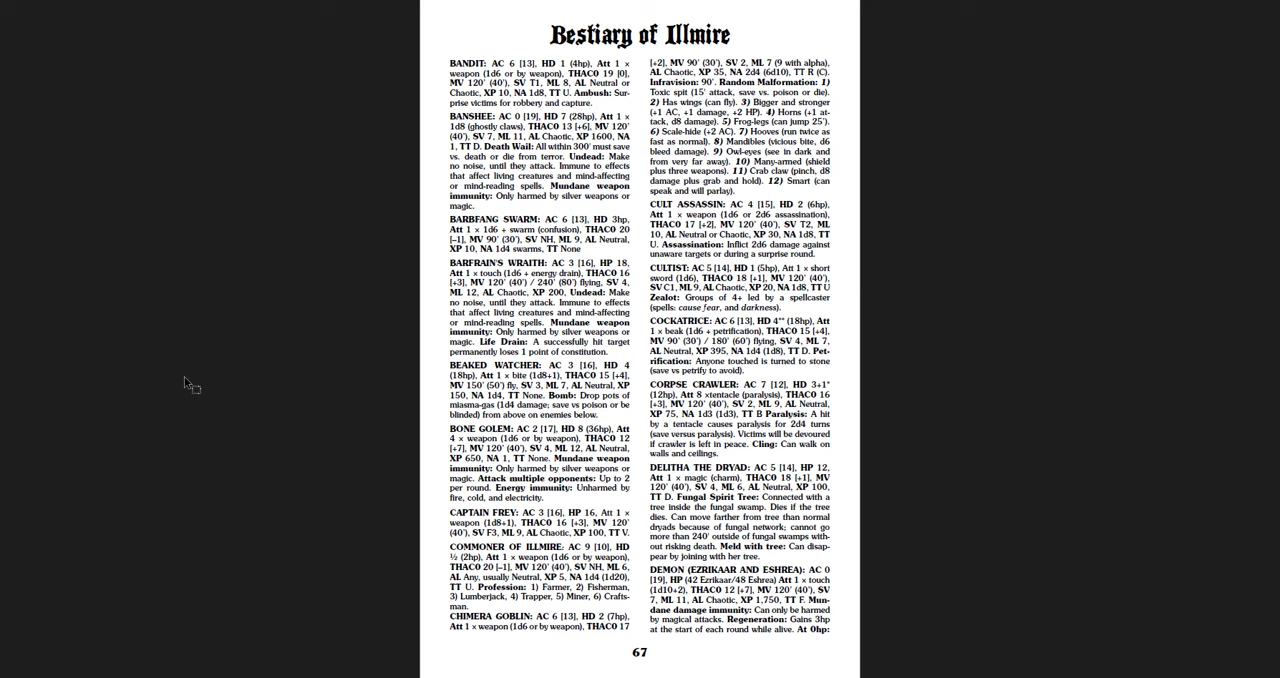 Bestiary of Illmire
BANDIT: AC 6 [13], HD 1 (4hp), Att 1 ×
weapon (1d6 or by weapon), THAC0 19 [0],
MV 120’ (40’), SV T1, ML 8, AL Neutral or
Chaotic, XP 10, NA 1d8, TT U. Ambush: Sur-
prise victims for robbery and capture.
BANSHEE: AC 0 [19], HD 7 (28hp), Att 1 ×
1d8 (ghostly claws), THAC0 13 [+6], MV 120’
(40’), SV 7, ML 11, AL Chaotic, XP 1600, NA
1, TT D. Death Wail: All within 300’ must save
vs. death or die from terror. Undead: Make
no noise, until they attack. Immune to effects
that affect living creatures and mind-affecting
or mind-reading spells. Mundane weapon
immunity: Only harmed by silver weapons or
magic.
BARBFANG SWARM: AC 6 [13], HD 3hp,
Att 1 × 1d6 + swarm (confusion), THAC0 20
[–1], MV 90’ (30’), SV NH, ML 9, AL Neutral,
XP 10, NA 1d4 swarms, TT None
BARFRAIN'S WRAITH: AC 3 [16], HP 18,
Att 1 × touch (1d6 + energy drain), THAC0 16
[+3], MV 120’ (40’) / 240’ (80’) flying, SV 4,
ML 12, AL Chaotic, XP 200, Undead: Make
no noise, until they attack. Immune to effects
that affect living creatures and mind-affecting
or mind-reading spells. Mundane weapon
immunity: Only harmed by silver weapons or
magic. Life Drain: A successfully hit target
permanently loses 1 point of constitution.
BEAKED WATCHER: AC 3 [16], HD 4
(18hp), Att 1 × bite (1d8+1), THAC0 15 [+4],
MV 150’ (50’) fly, SV 3, ML 7, AL Neutral, XP
150, NA 1d4, TT None. Bomb: Drop pots of
miasma-gas (1d4 damage; save vs poison or be
blinded) from above on enemies below.
BONE GOLEM: AC 2 [17], HD 8 (36hp), Att
4 × weapon (1d6 or by weapon), THAC0 12
[+7], MV 120’ (40’), SV 4, ML 12, AL Neutral,
XP 650, NA 1, TT None. Mundane weapon
immunity: Only harmed by silver weapons or
magic. Attack multiple opponents: Up to 2
per round. Energy immunity: Unharmed by
fire, cold, and electricity.
CAPTAIN FREY: AC 3 [16], HP 16, Att 1 ×
weapon (1d8+1), THAC0 16 [+3], MV 120’
(40’), SV F3, ML 9, AL Chaotic, XP 100, TT V.
COMMONER OF ILLMIRE: AC 9 [10], HD
½ (2hp), Att 1 × weapon (1d6 or by weapon),
THAC0 20 [–1], MV 120’ (40’), SV NH, ML 6,
AL Any, usually Neutral, XP 5, NA 1d4 (1d20),
TT U. Profession: 1) Farmer, 2) Fisherman,
3) Lumberjack, 4) Trapper, 5) Miner, 6) Crafts-
man.
CHIMERA GOBLIN: AC 6 [13], HD 2 (7hp),
Att 1 × weapon (1d6 or by weapon), THAC0 17
[+2], MV 90’ (30’), SV 2, ML 7 (9 with alpha),
AL Chaotic, XP 35, NA 2d4 (6d10), TT R (C).
Infravision: 90’. Random Malformation: 1)
Toxic spit (15’ attack, save vs. poison or die).
2) Has wings (can fly). 3) Bigger and stronger
(+1 AC, +1 damage, +2 HP). 4) Horns (+1 at-
tack, d8 damage). 5) Frog-legs (can jump 25’).
6) Scale-hide (+2 AC). 7) Hooves (run twice as
fast as normal). 8) Mandibles (vicious bite, d6
bleed damage). 9) Owl-eyes (see in dark and
from very far away). 10) Many-armed (shield
plus three weapons). 11) Crab claw (pinch, d8
damage plus grab and hold). 12) Smart (can
speak and will parlay).
CULT ASSASSIN: AC 4 [15], HD 2 (6hp),
Att 1 × weapon (1d6 or 2d6 assassination),
THAC0 17 [+2], MV 120’ (40’), SV T2, ML
10, AL Neutral or Chaotic, XP 30, NA 1d8, TT
U. Assassination: Inflict 2d6 damage against
unaware targets or during a surprise round.
CULTIST: AC 5 [14], HD 1 (5hp), Att 1 × short
sword (1d6), THAC0 18 [+1], MV 120’ (40’),
SV C1, ML 9, AL Chaotic, XP 20, NA 1d8, TT U
Zealot: Groups of 4+ led by a spellcaster
(spells: cause fear, and darkness).
COCKATRICE: AC 6 [13], HD 4** (18hp), Att
1 × beak (1d6 + petrification), THAC0 15 [+4],
MV 90’ (30’) / 180’ (60’) flying, SV 4, ML 7,
AL Neutral, XP 395, NA 1d4 (1d8), TT D. Pet-
rification: Anyone touched is turned to stone
(save vs petrify to avoid).
CORPSE CRAWLER: AC 7 [12], HD 3+1*
(12hp), Att 8 ×tentacle (paralysis), THAC0 16
[+3], MV 120’ (40’), SV 2, ML 9, AL Neutral,
XP 75, NA 1d3 (1d3), TT B Paralysis: A hit
by a tentacle causes paralysis for 2d4 turns
(save versus paralysis). Victims will be devoured
if crawler is left in peace. Cling: Can walk on
walls and ceilings.
DELITHA THE DRYAD: AC 5 [14], HP 12,
Att 1 × magic (charm), THAC0 18 [+1], MV
120’ (40’), SV 4, ML 6, AL Neutral, XP 100,
TT D. Fungal Spirit Tree: Connected with a
tree inside the fungal swamp. Dies if the tree
dies. Can move farther from tree than normal
dryads because of fungal network; cannot go
more than 240’ outside of fungal swamps with-
out risking death. Meld with tree: Can disap-
pear by joining with her tree.
DEMON (EZRIKAAR AND ESHREA): AC 0
[19], HP (42 Ezrikaar/48 Eshrea) Att 1 × touch
(1d10+2), THAC0 12 [+7], MV 120’ (40’), SV
7, ML 11, AL Chaotic, XP 1,750, TT F. Mun-
dane damage immunity: Can only be harmed
by magical attacks. Regeneration: Gains 3hp
at the start of each round while alive. At 0hp:
67